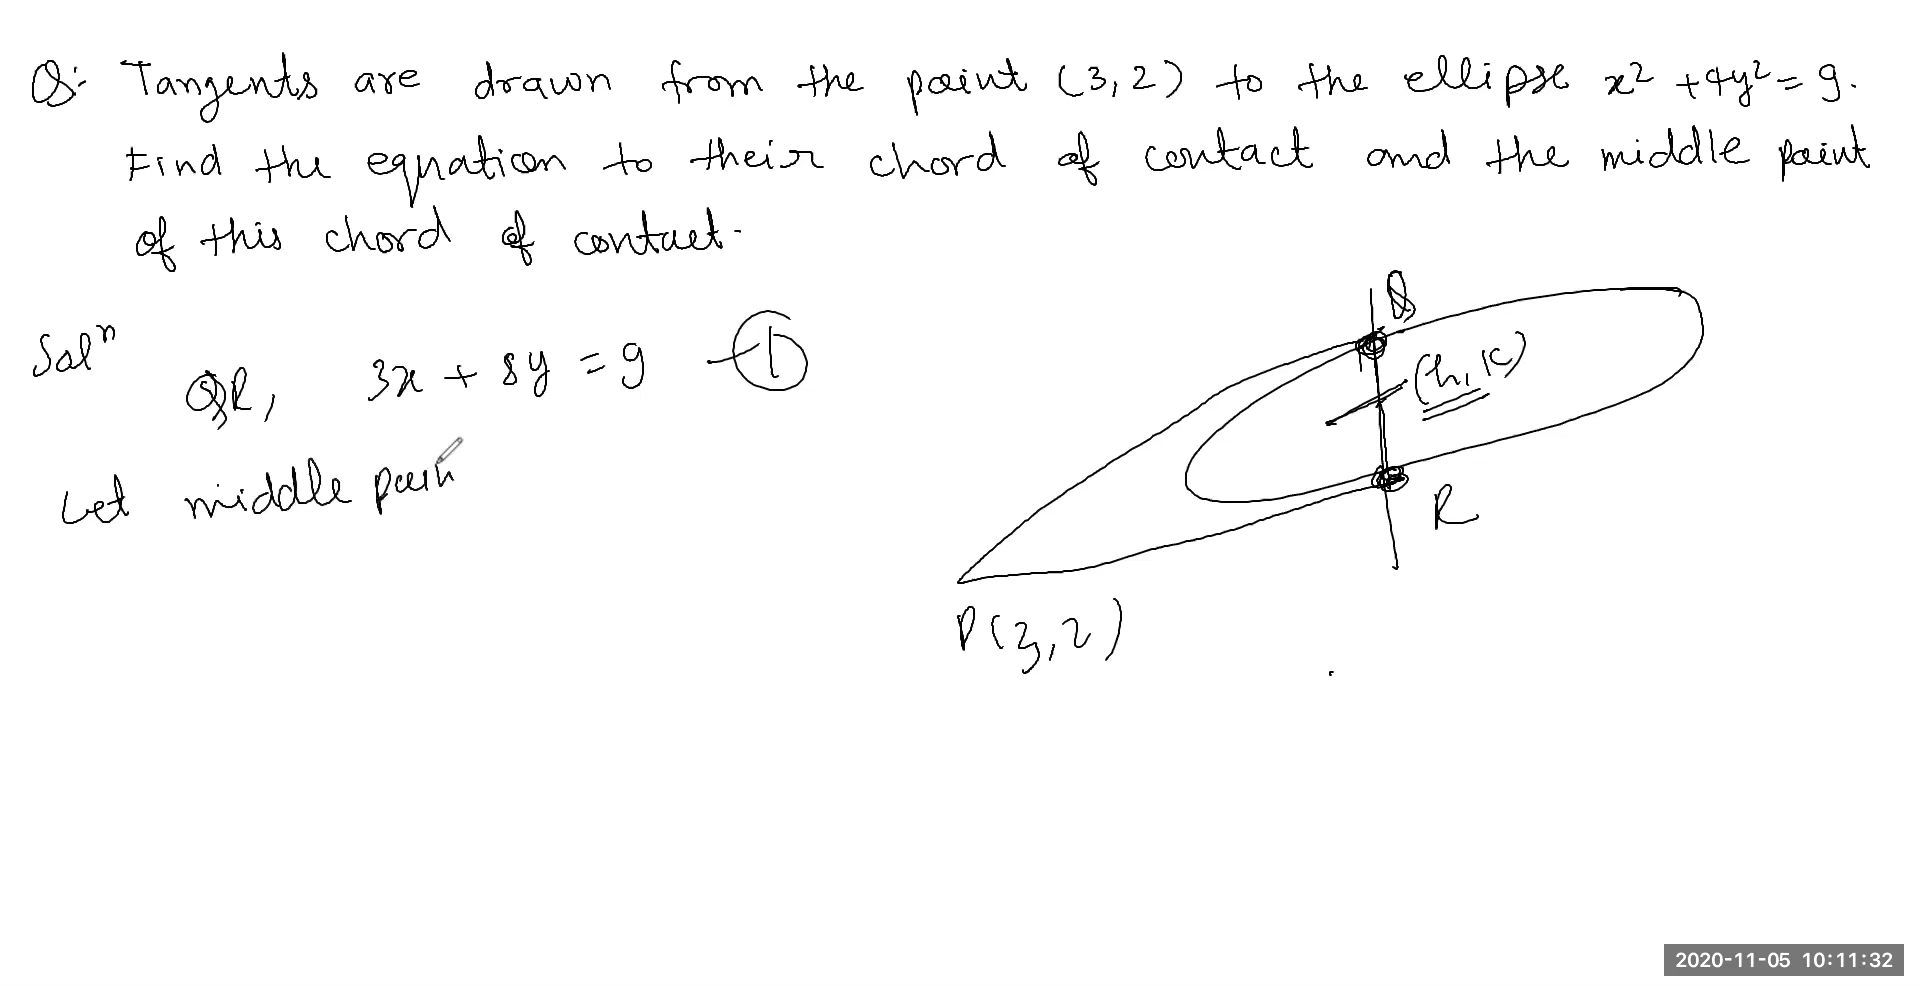 Q:- Tangents are drawn from the point (3, 2) to the ellipse x² + 4y² = 9.
Find the equation to their chord of contact and the middle point
of this chord of contact.
Solⁿ
QR, 3x + 8y = 9 — ①
Let middle poin
Q
(h, k)
R
P(3, 2)
2020-11-05 10:11:32